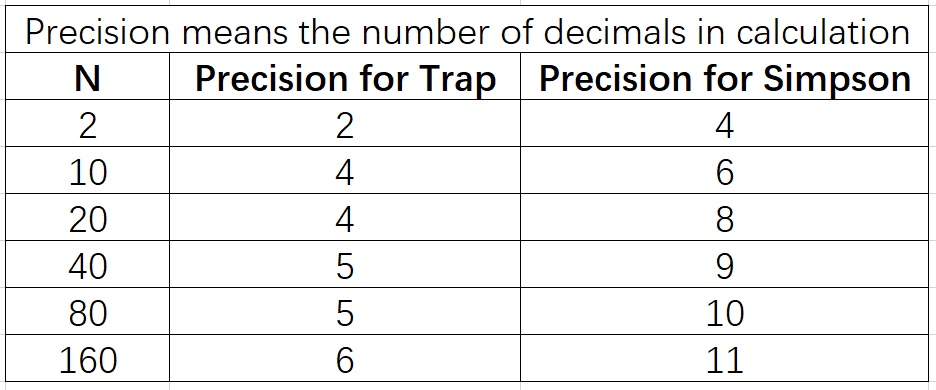 Precision means the number of decimals in calculation
N Precision for Trap Precision for Simpson
2 2 4
10 4 6
20 4 8
40 5 9
80 5 10
160 6 11